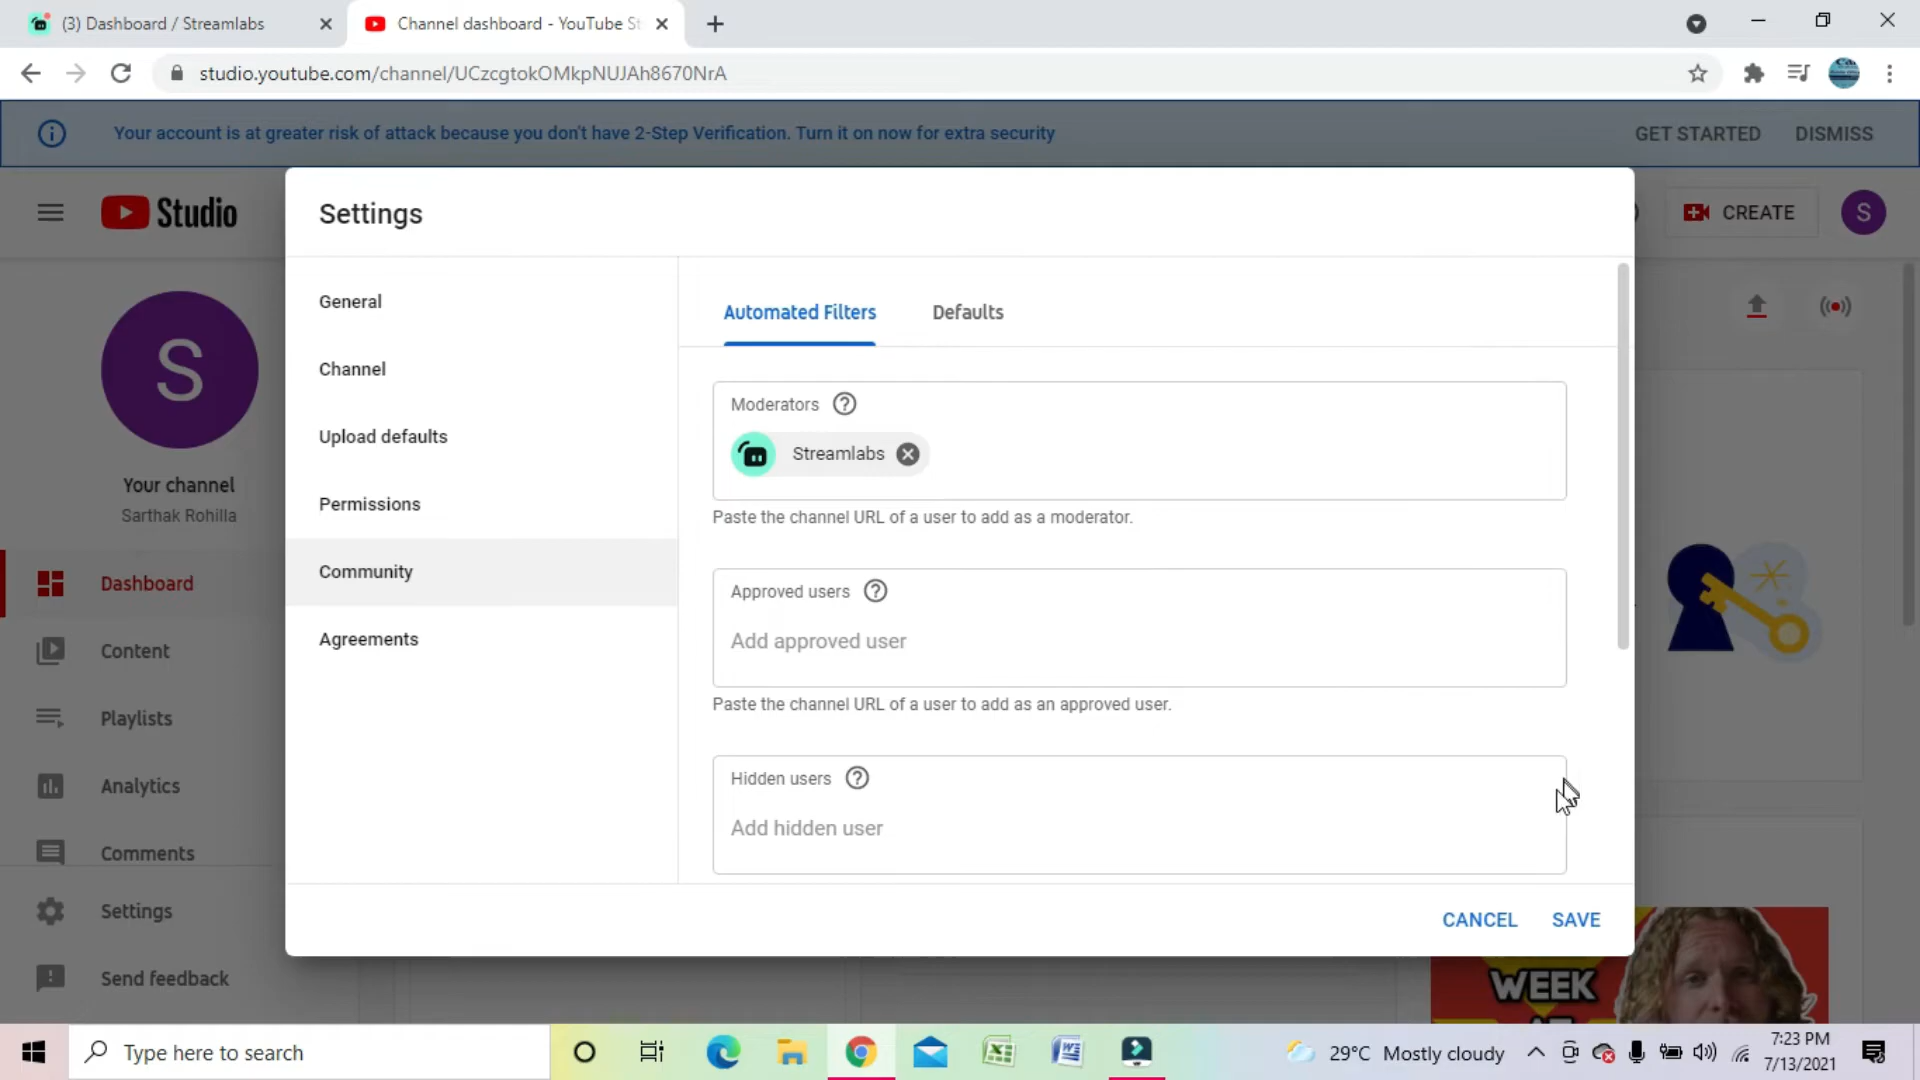 (3) Dashboard / Streamlabs
Channel dashboard - YouTube St
studio.youtube.com/channel/UCzcgtokOMkpNUJAh8670NrA
Your account is at greater risk of attack because you don't have 2-Step Verification. Turn it on now for extra security
GET STARTED
DISMISS
Studio
CREATE
S
Settings
General
Channel
Upload defaults
Permissions
Community
Agreements
Automated Filters
Defaults
Moderators
Streamlabs
Paste the channel URL of a user to add as a moderator.
Approved users
Add approved user
Paste the channel URL of a user to add as an approved user.
Hidden users
Add hidden user
CANCEL
SAVE
S
Your channel
Sarthak Rohilla
Dashboard
Content
Playlists
Analytics
Comments
Settings
Send feedback
WEEK
Type here to search
29°C Mostly cloudy
7:23 PM
7/13/2021